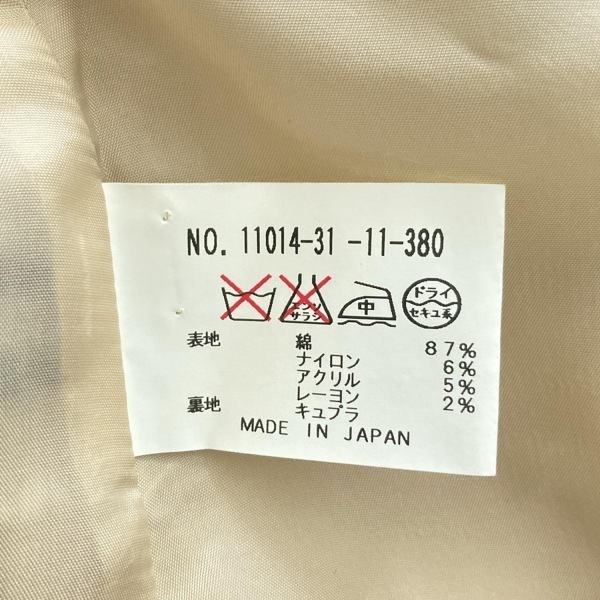 NO. 11014-31 -11-380
エンソ サラシ 中 ドライ セキユ系
表地 綿 87%
ナイロン 6%
アクリル 5%
レーヨン 2%
裏地 キュプラ
MADE IN JAPAN